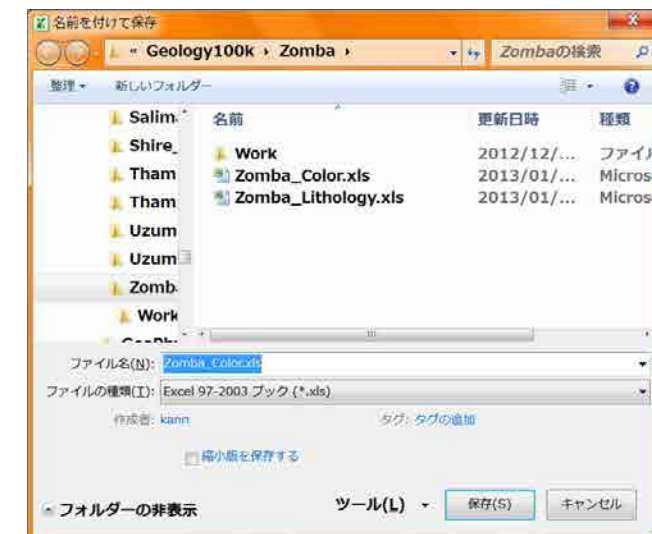 名前を付けて保存
« Geology100k › Zomba ›
Zombaの検索
整理
新しいフォルダー
名前
更新日時
種類
Salim
Shire_
Tham
Tham
Uzum
Uzum
Zomb
Work
Work
2012/12/...
ファイル
Zomba_Color.xls
2013/01/...
Micros
Zomba_Lithology.xls
2013/01/...
Micros
ファイル名(N): Zomba_Color.xls
ファイルの種類(T): Excel 97-2003 ブック (*.xls)
作成者: kann
タグ: タグの追加
縮小版を保存する
フォルダーの非表示
ツール(L)
保存(S)
キャンセル